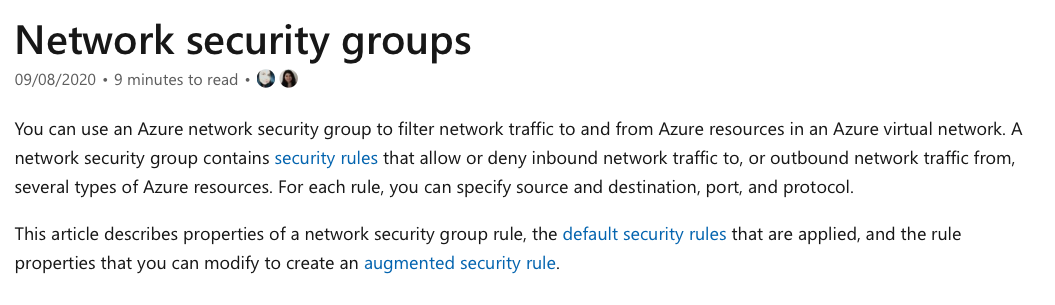 Network security groups
09/08/2020 • 9 minutes to read •
You can use an Azure network security group to filter network traffic to and from Azure resources in an Azure virtual network. A
network security group contains security rules that allow or deny inbound network traffic to, or outbound network traffic from,
several types of Azure resources. For each rule, you can specify source and destination, port, and protocol.
This article describes properties of a network security group rule, the default security rules that are applied, and the rule
properties that you can modify to create an augmented security rule.